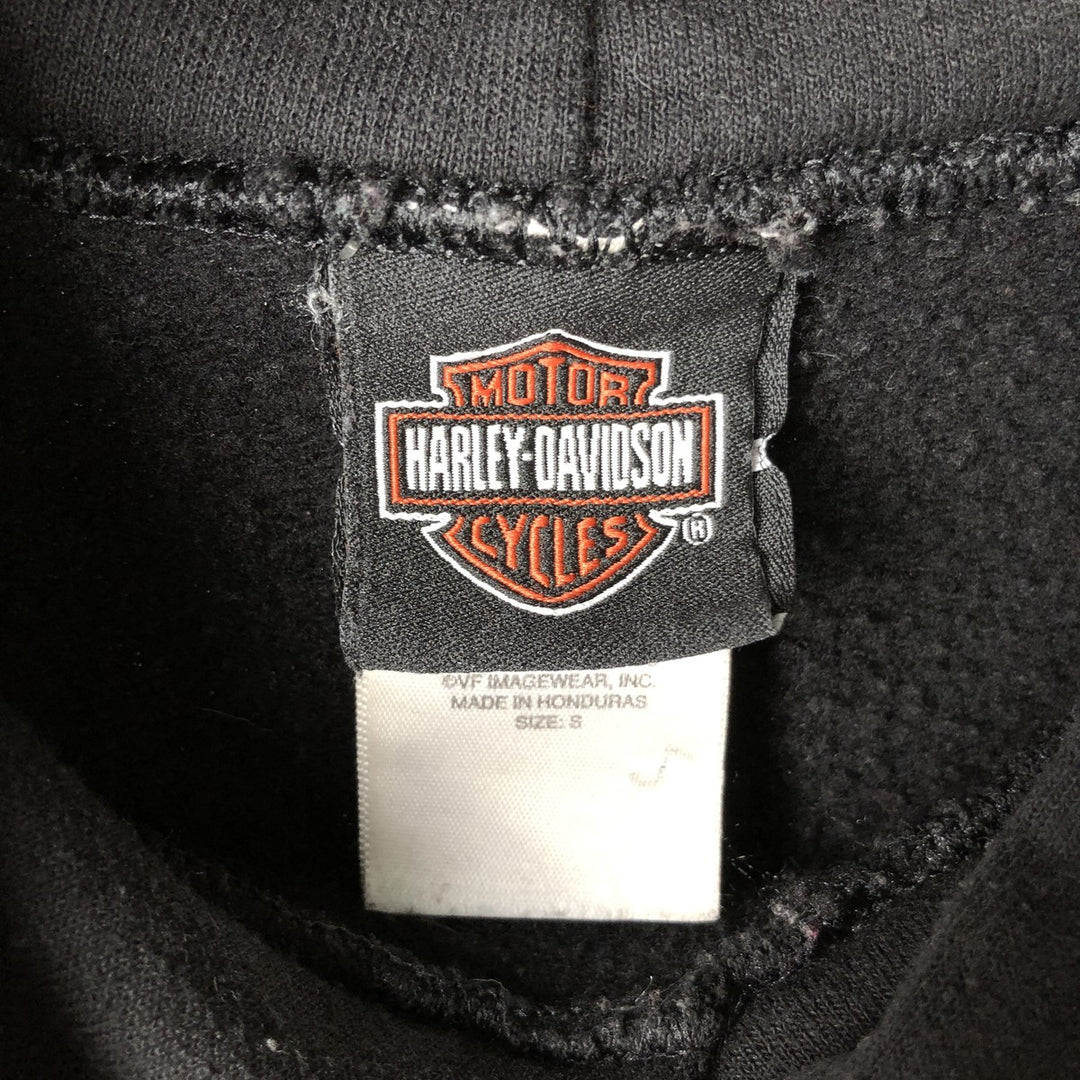 MOTOR
HARLEY-DAVIDSON
CYCLES
®
©VF IMAGEWEAR, INC.
MADE IN HONDURAS
SIZE: S